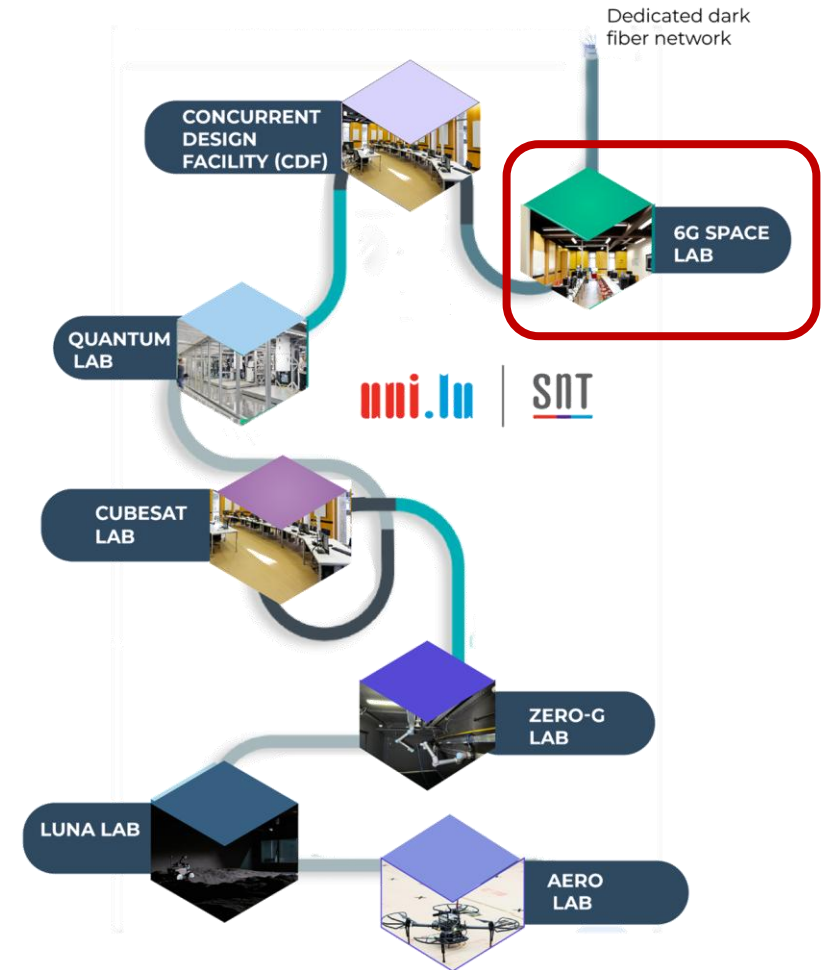 Dedicated dark
fiber network
CONCURRENT
DESIGN
FACILITY (CDF)
6G SPACE
LAB
QUANTUM
LAB
uni.lu
SNT
CUBESAT
LAB
ZERO-G
LAB
LUNA LAB
AERO
LAB